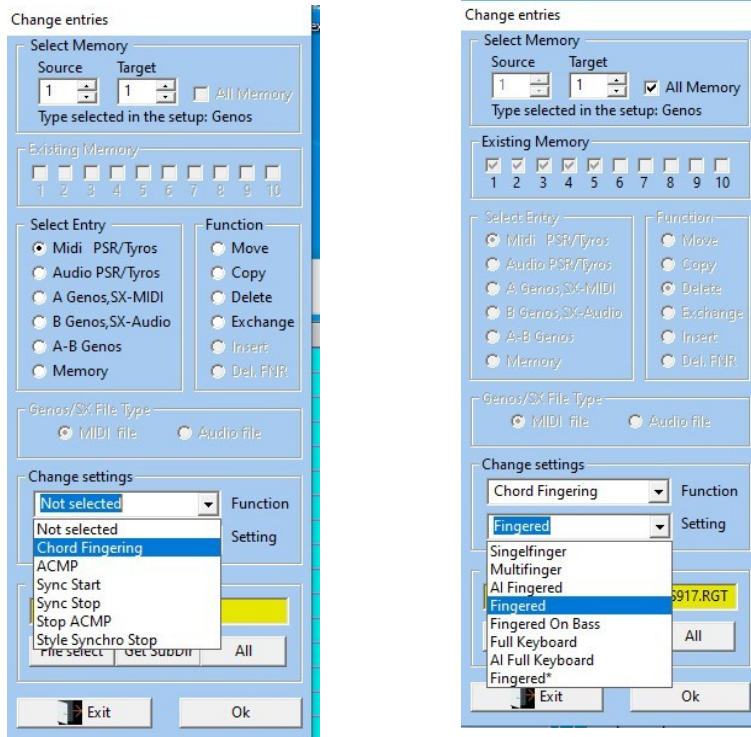 Change entries
Select Memory
Source Target
1 1 All Memory
Type selected in the setup: Genos
Existing Memory
1 2 3 4 5 6 7 8 9 10
Select Entry Function
Midi PSR/Tyros Move
Audio PSR/Tyros Copy
A Genos,SX-MIDI Delete
B Genos,SX-Audio Exchange
A-B Genos Insert
Memory Del. FNR
Genos/SX File Type
MIDI file Audio file
Change settings
Not selected Function
Not selected
Chord Fingering Setting
ACMP
Sync Start
Sync Stop
Stop ACMP
Style Synchro Stop
File select Get SubDir All
Exit Ok
Change entries
Select Memory
Source Target
1 1 All Memory
Type selected in the setup: Genos
Existing Memory
1 2 3 4 5 6 7 8 9 10
Select Entry Function
Midi PSR/Tyros Move
Audio PSR/Tyros Copy
A Genos,SX-MIDI Delete
B Genos,SX-Audio Exchange
A-B Genos Insert
Memory Del. FNR
Genos/SX File Type
MIDI file Audio file
Change settings
Chord Fingering Function
Fingered Setting
Singelfinger
Multifinger
AI Fingered
Fingered 5917.RGT
Fingered On Bass
Full Keyboard All
AI Full Keyboard
Fingered*
Exit Ok